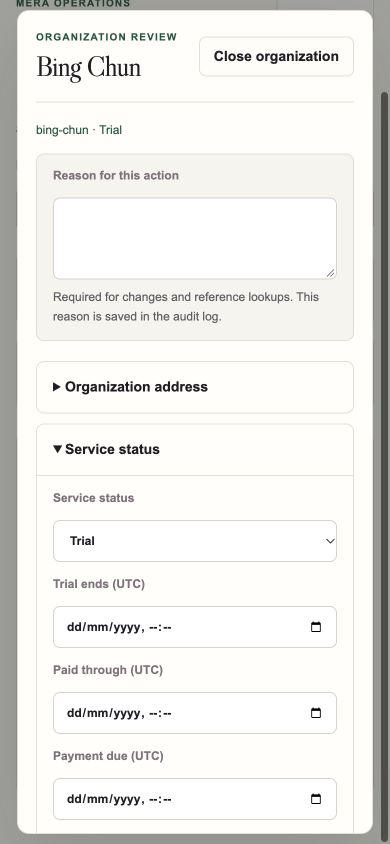 MERA OPERATIONS
ORGANIZATION REVIEW
Bing Chun
Close organization
bing-chun · Trial
Reason for this action
Required for changes and reference lookups. This
reason is saved in the audit log.
Organization address
Service status
Service status
Trial
Trial ends (UTC)
dd/mm/yyyy, --:--
Paid through (UTC)
dd/mm/yyyy, --:--
Payment due (UTC)
dd/mm/yyyy, --:--